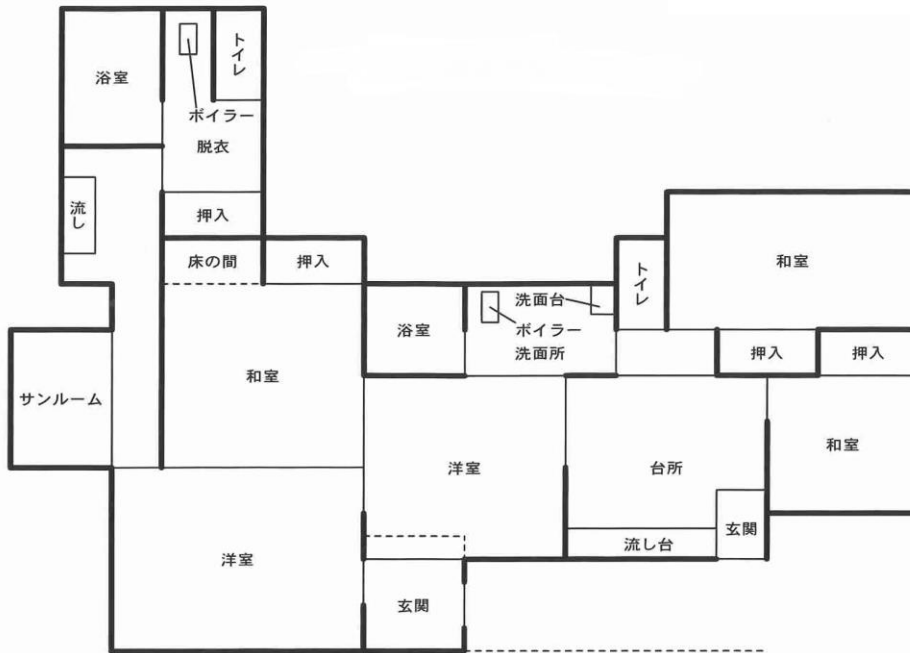 浴室
トイレ
ボイラー
脱衣
流し
押入
床の間
押入
トイレ
和室
浴室
洗面台
ボイラー
洗面所
押入
押入
サンルーム
和室
洋室
台所
和室
洋室
玄関
流し台
玄関